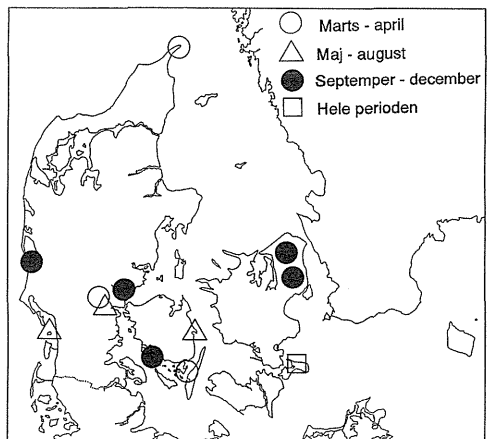 Marts - april
Maj - august
Septemper - december
Hele perioden